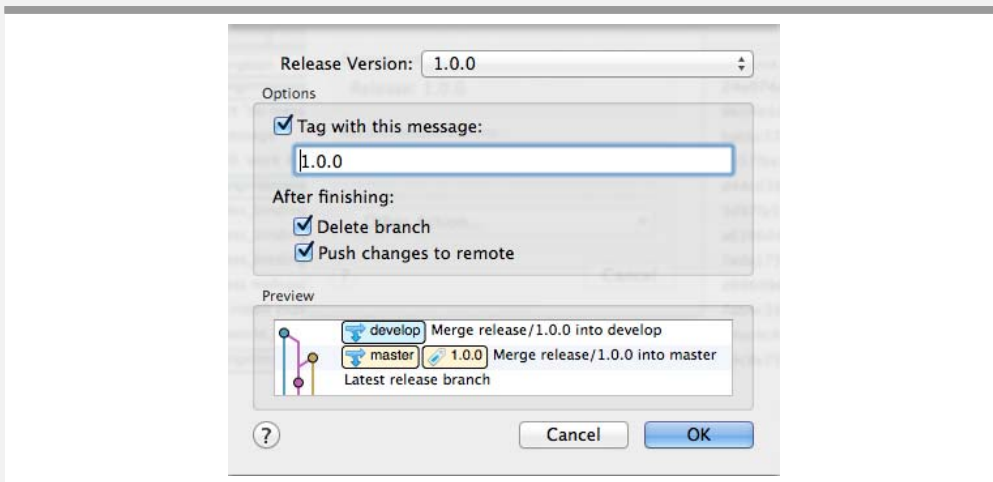 Release Version: 1.0.0
Options
Tag with this message:
1.0.0
After finishing:
Delete branch
Push changes to remote
Preview
develop Merge release/1.0.0 into develop
master 1.0.0 Merge release/1.0.0 into master
Latest release branch
? Cancel OK